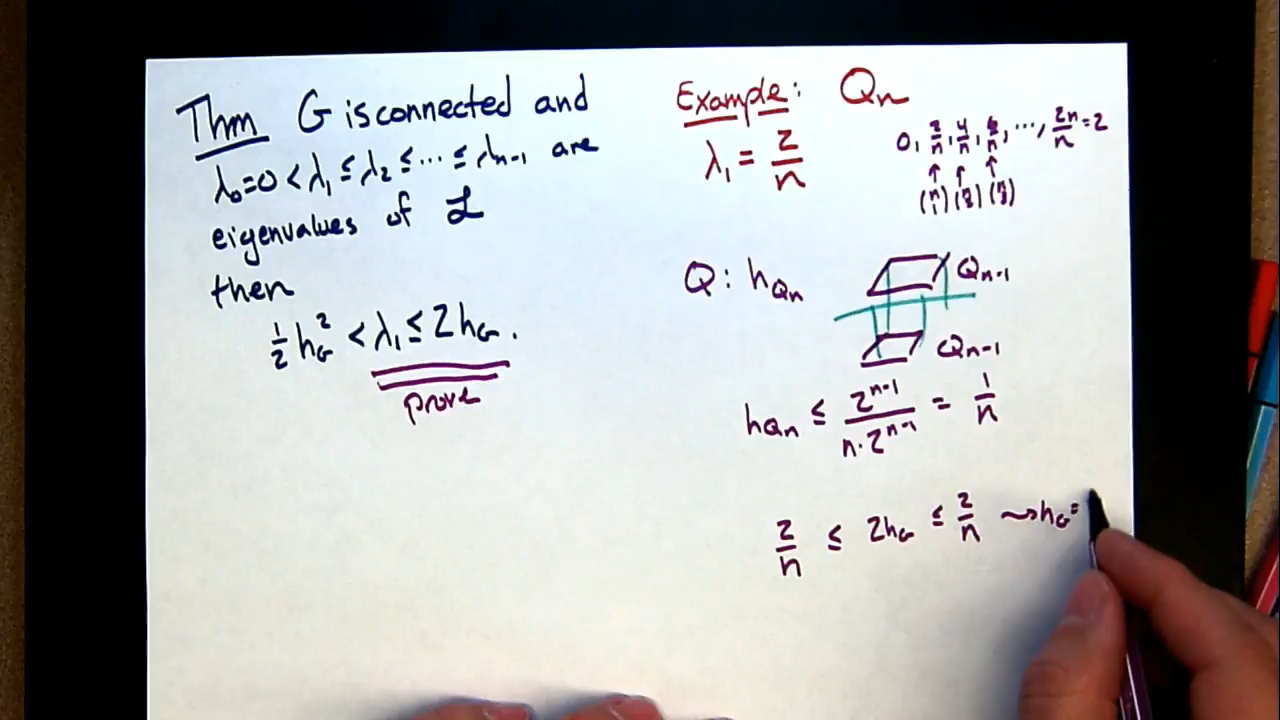 Thm G is connected and
λ₀=0 < λ₁ ≤ λ₂ ≤ ⋯ ≤ λₙ₋₁ are
eigenvalues of ℒ
then
½ h_G² < λ₁ ≤ 2h_G .
prove
Example: Qₙ
λ₁ = 2/n
0, 2/n, 4/n, 6/n, ⋯, 2n/n = 2
↑ ↑ ↑
(n 1) (n 2) (n 3)
Q: h_Qₙ
Qₙ₋₁
Qₙ₋₁
h_Qₙ ≤ 2ⁿ⁻¹/(n·2ⁿ⁻¹) = 1/n
2/n ≤ 2h_G ≤ 2/n ⇝ h_G =